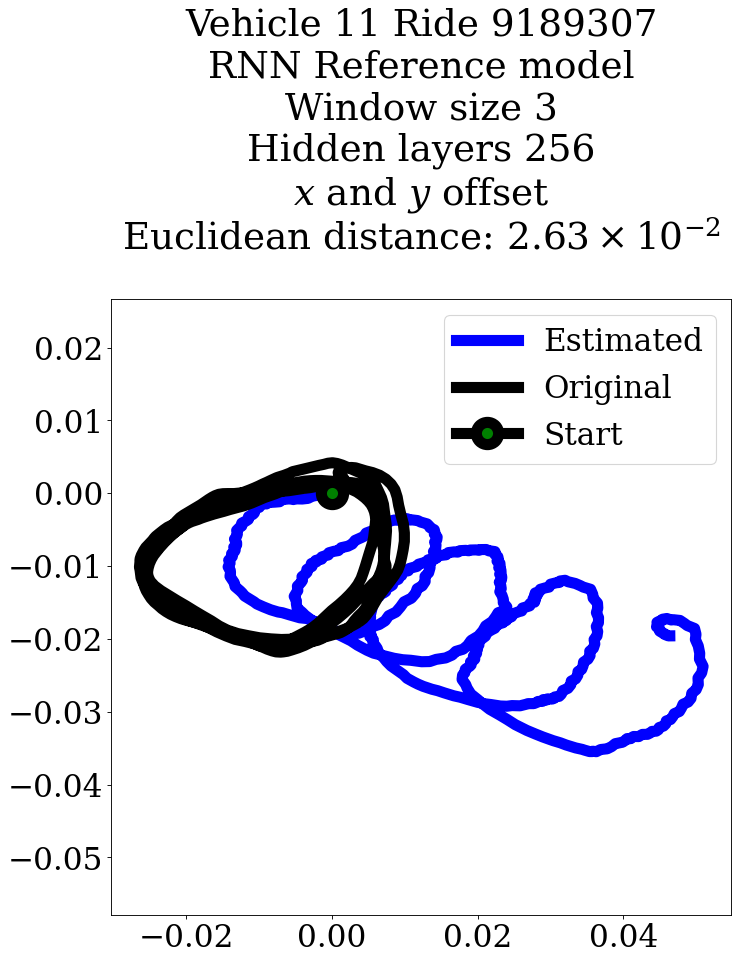 Vehicle 11 Ride 9189307
RNN Reference model
Window size 3
Hidden layers 256
x and y offset
Euclidean distance: 2.63 × 10⁻²
Estimated
Original
Start
0.02
0.01
0.00
−0.01
−0.02
−0.03
−0.04
−0.05
−0.02 0.00 0.02 0.04